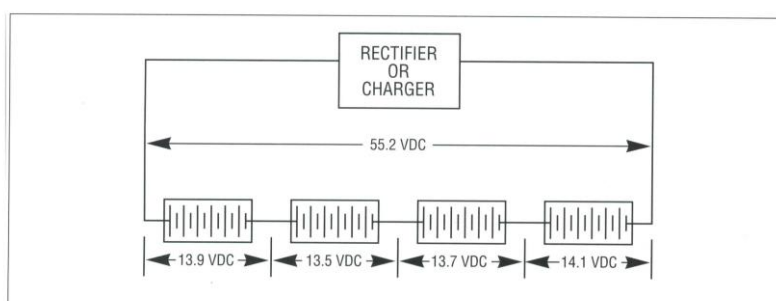 RECTIFIER
OR
CHARGER
55.2 VDC
13.9 VDC
13.5 VDC
13.7 VDC
14.1 VDC